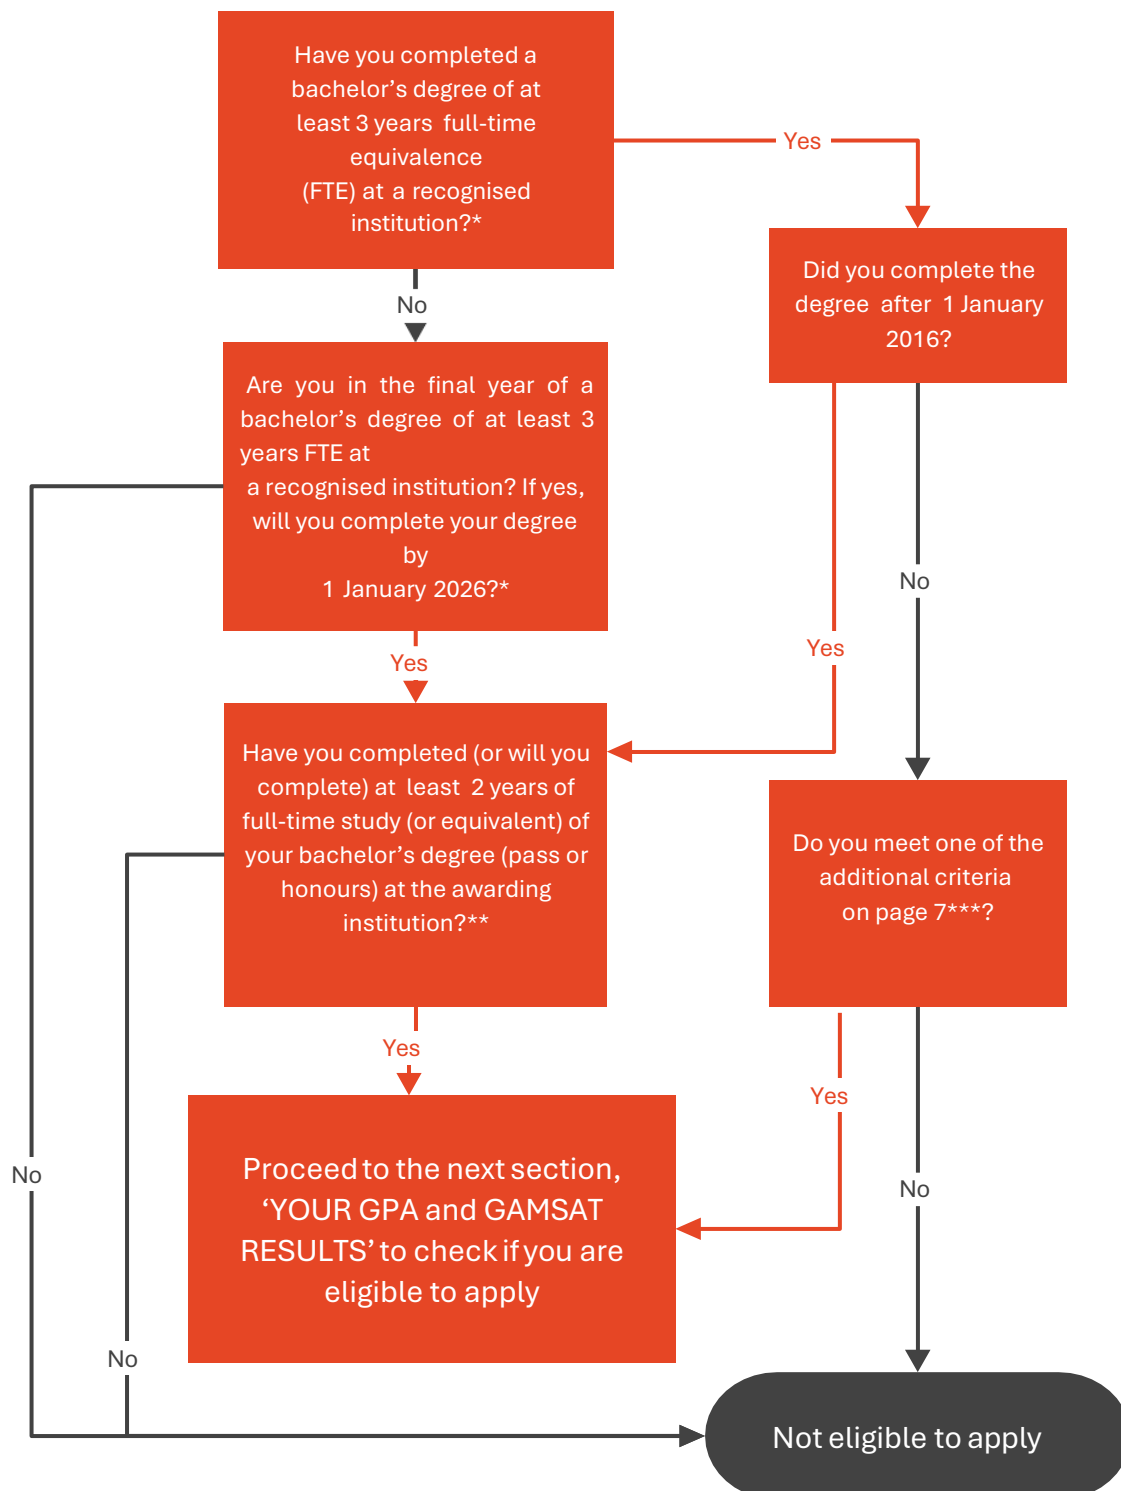 Have you completed a
bachelor’s degree of at
least 3 years full-time
equivalence
(FTE) at a recognised
institution?*
Yes
Did you complete the
degree after 1 January
2016?
No
Are you in the final year of a
bachelor’s degree of at least 3
years FTE at
a recognised institution? If yes,
will you complete your degree
by
1 January 2026?*
No
Yes
Yes
Have you completed (or will you
complete) at least 2 years of
full-time study (or equivalent) of
your bachelor’s degree (pass or
honours) at the awarding
institution?**
Do you meet one of the
additional criteria
on page 7***?
Yes
Yes
Proceed to the next section,
‘YOUR GPA and GAMSAT
RESULTS’ to check if you are
eligible to apply
No
No
No
Not eligible to apply